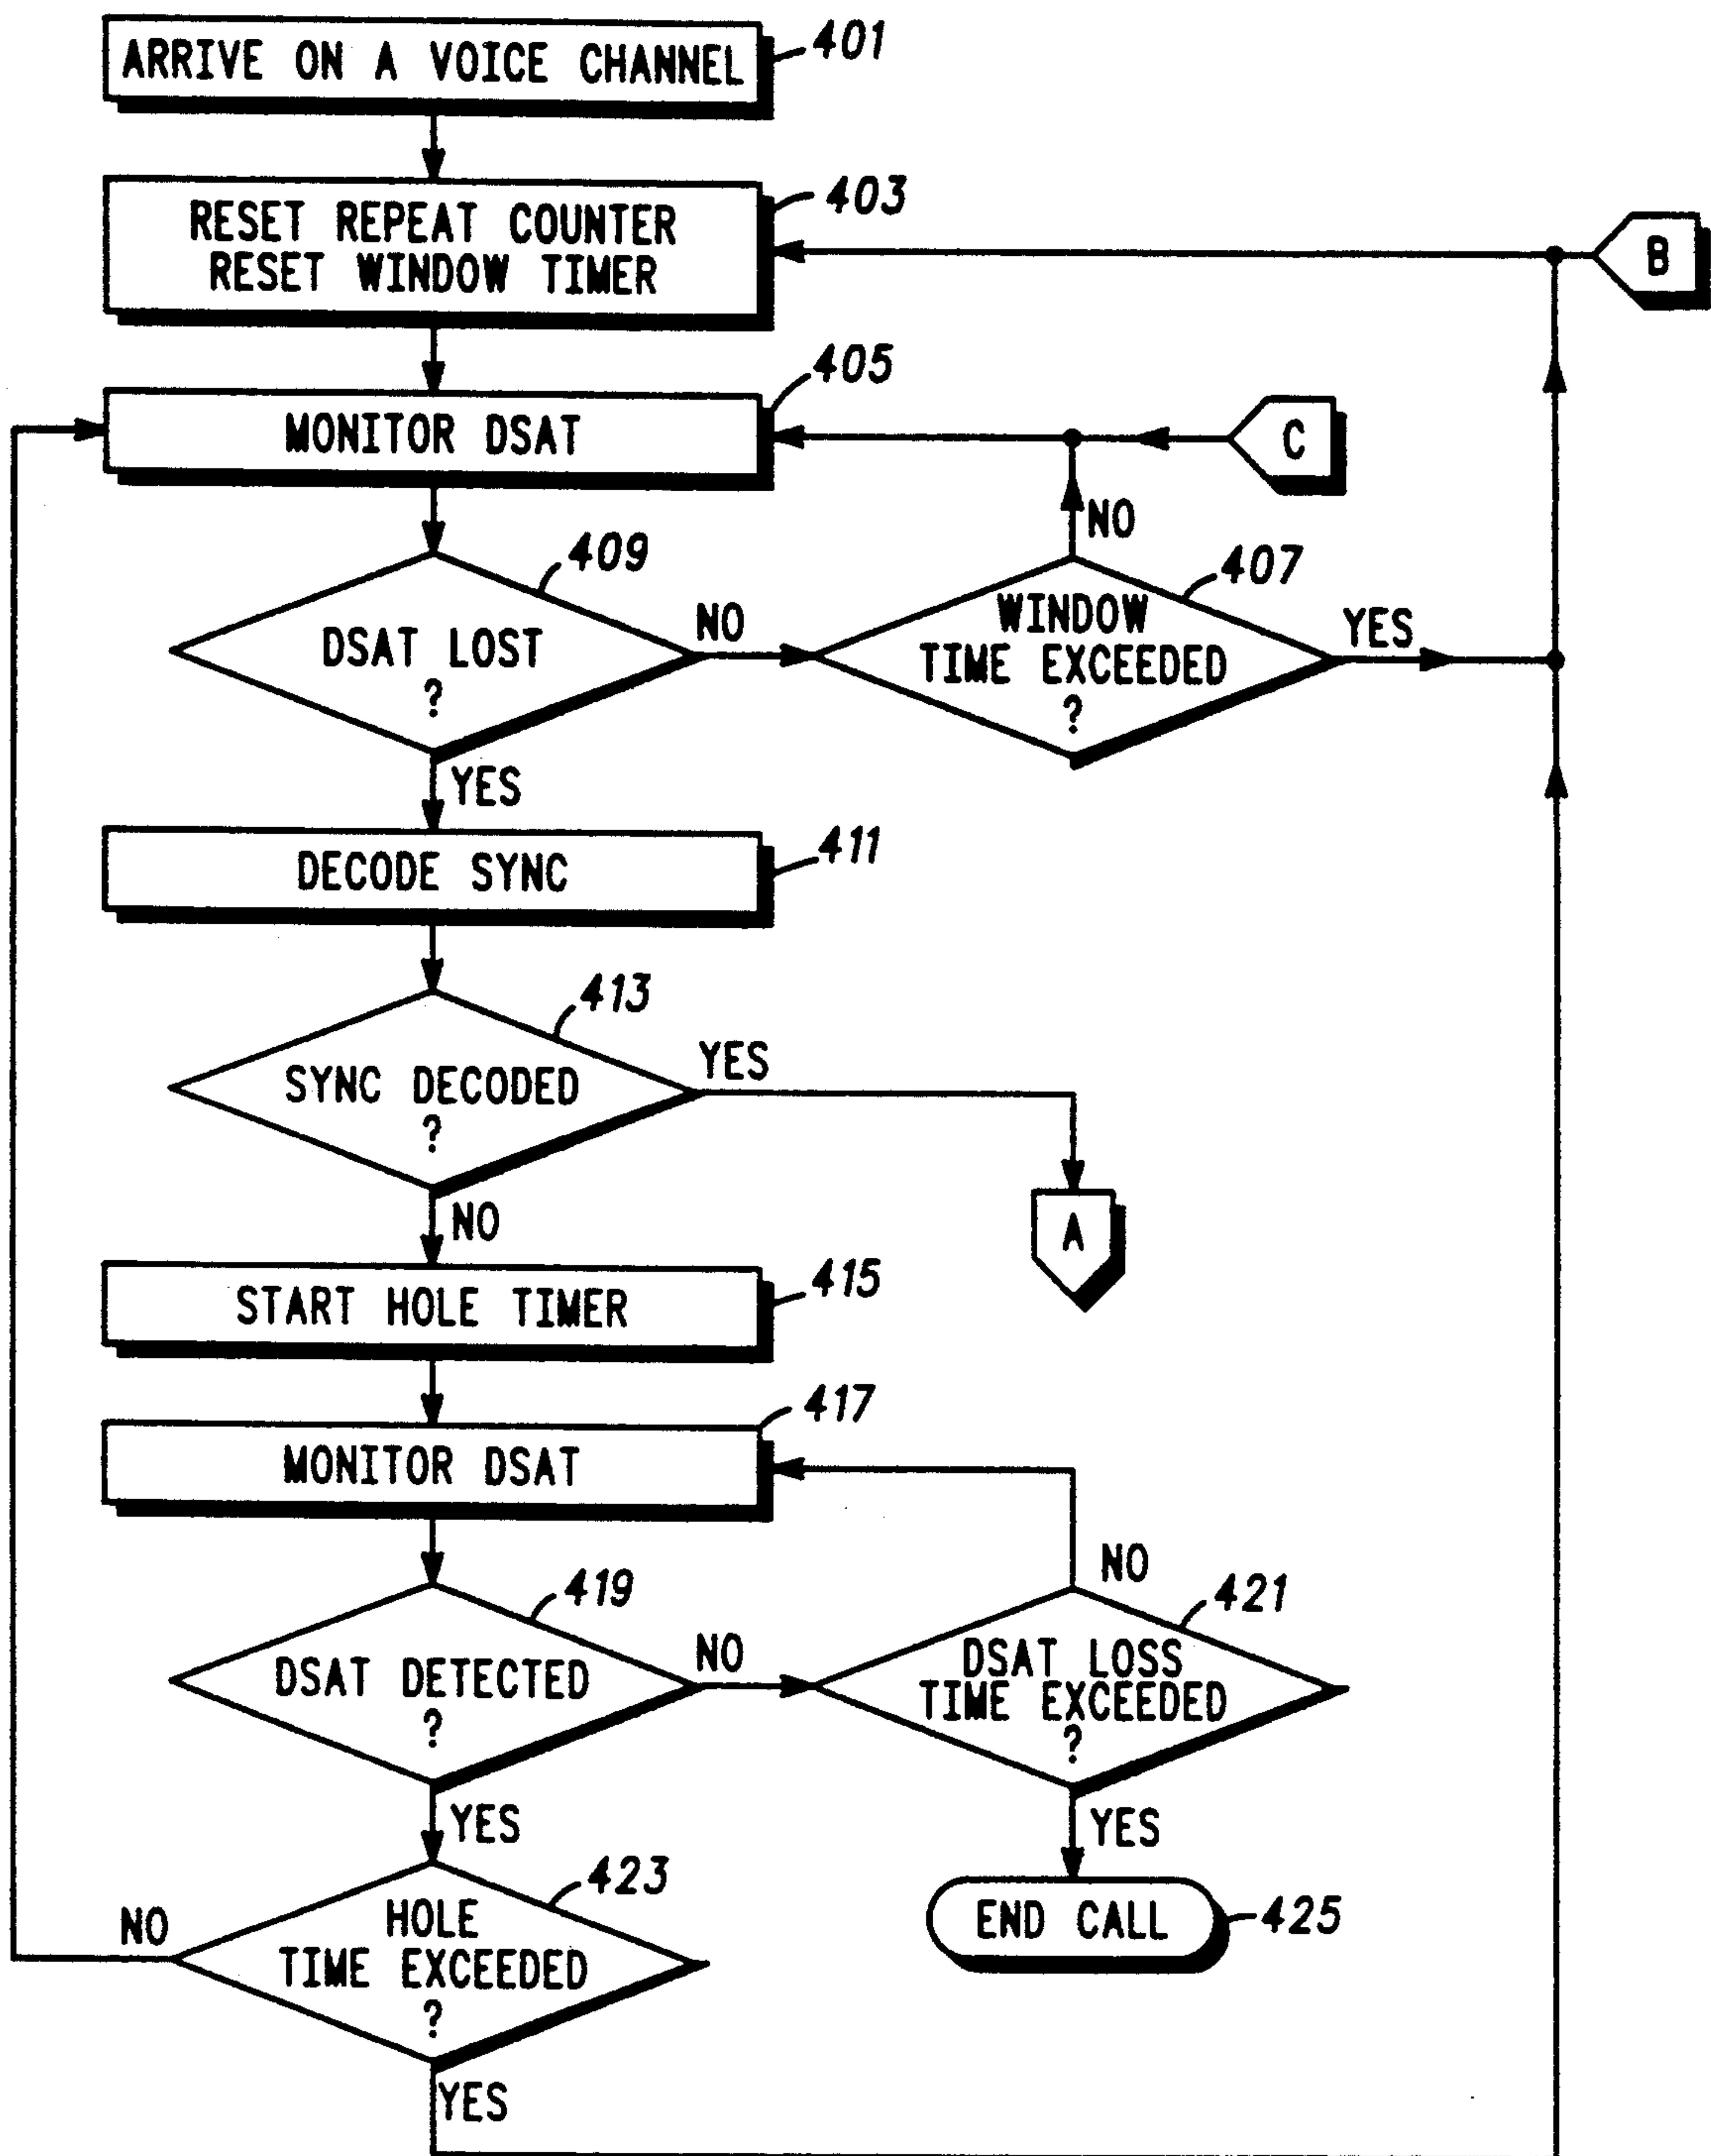 ARRIVE ON A VOICE CHANNEL
401
RESET REPEAT COUNTER
RESET WINDOW TIMER
403
B
MONITOR DSAT
405
C
NO
DSAT LOST
?
409
NO
WINDOW
TIME EXCEEDED
?
407
YES
YES
DECODE SYNC
411
SYNC DECODED
?
413
YES
A
NO
START HOLE TIMER
415
MONITOR DSAT
417
NO
DSAT DETECTED
?
419
NO
DSAT LOSS
TIME EXCEEDED
?
421
YES
YES
HOLE
TIME EXCEEDED
?
423
NO
END CALL
425
YES